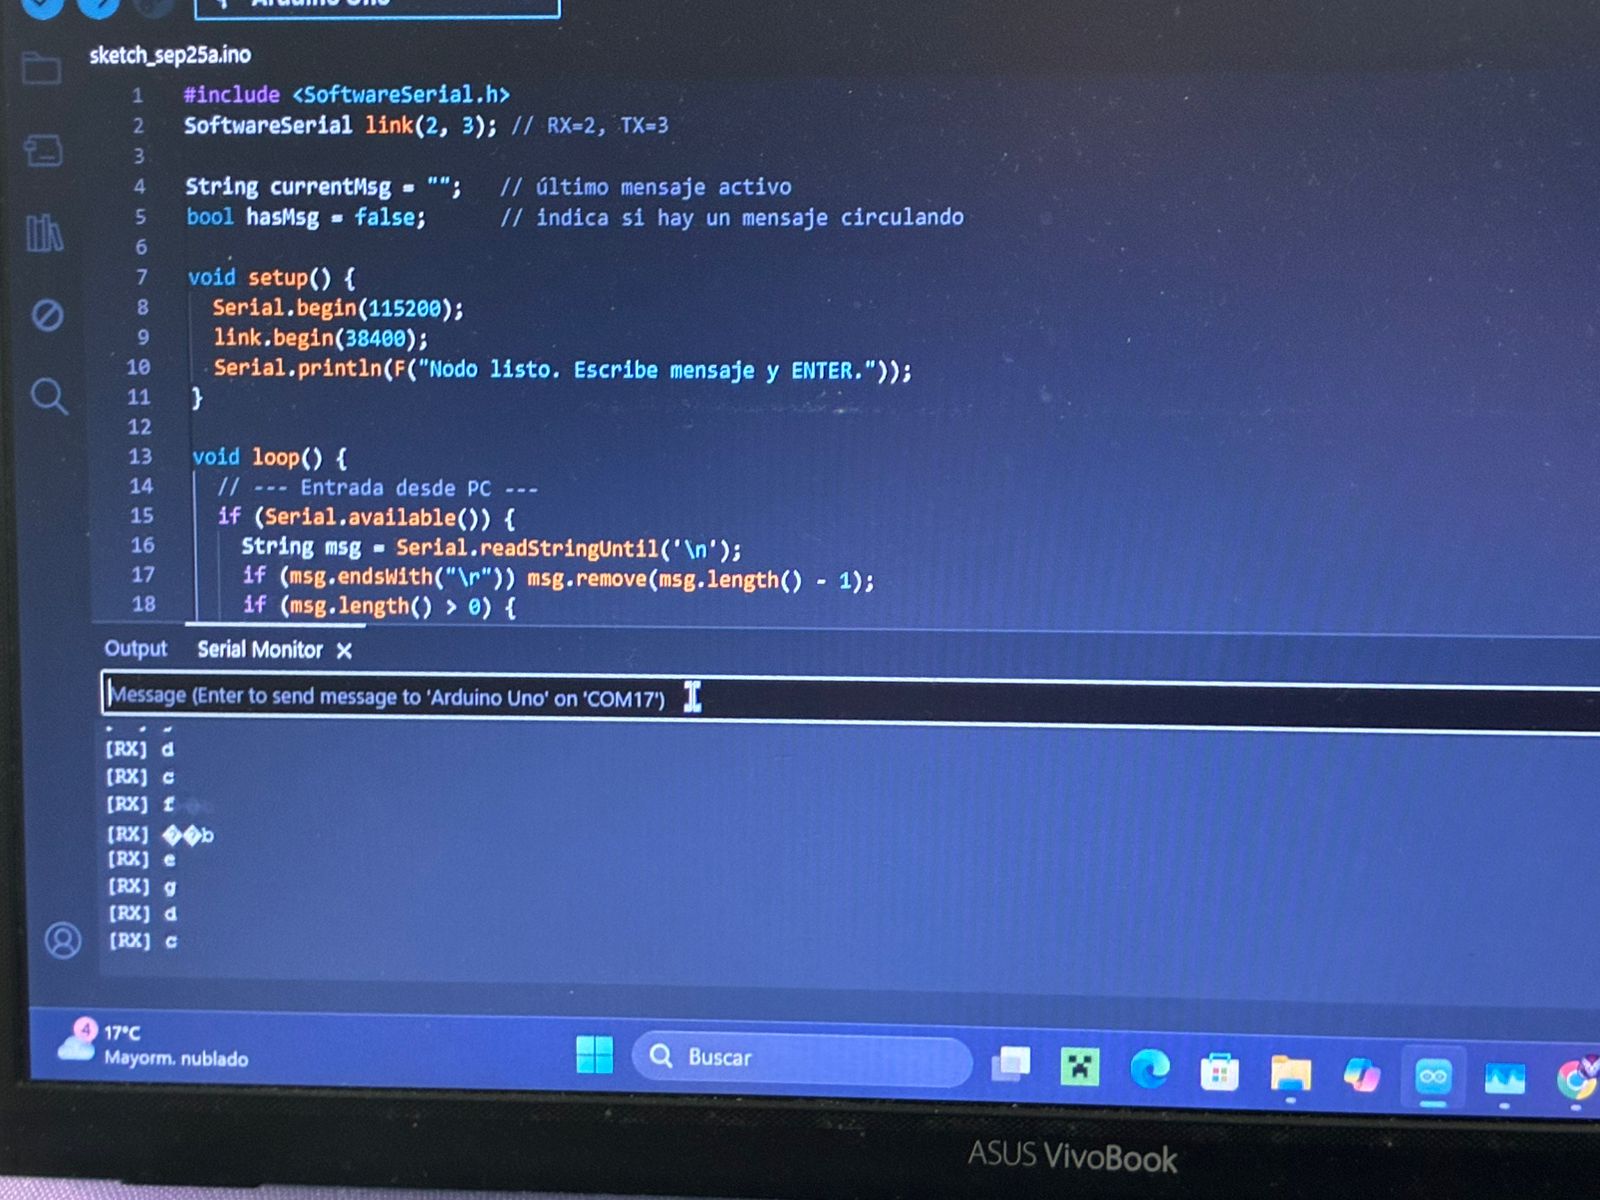 sketch_sep25a.ino
1 #include <SoftwareSerial.h>
2 SoftwareSerial link(2, 3); // RX=2, TX=3
3
4 String currentMsg = ""; // último mensaje activo
5 bool hasMsg = false; // indica si hay un mensaje circulando
6
7 void setup() {
8 Serial.begin(115200);
9 link.begin(38400);
10 Serial.println(F("Nodo listo. Escribe mensaje y ENTER."));
11 }
12
13 void loop() {
14 // --- Entrada desde PC ---
15 if (Serial.available()) {
16 String msg = Serial.readStringUntil('\n');
17 if (msg.endsWith("\r")) msg.remove(msg.length() - 1);
18 if (msg.length() > 0) {
Output Serial Monitor
Message (Enter to send message to 'Arduino Uno' on 'COM17')
[RX] d
[RX] c
[RX] f
[RX] ��b
[RX] e
[RX] g
[RX] d
[RX] c
4 17°C
Mayorm. nublado
Buscar
ASUS VivoBook